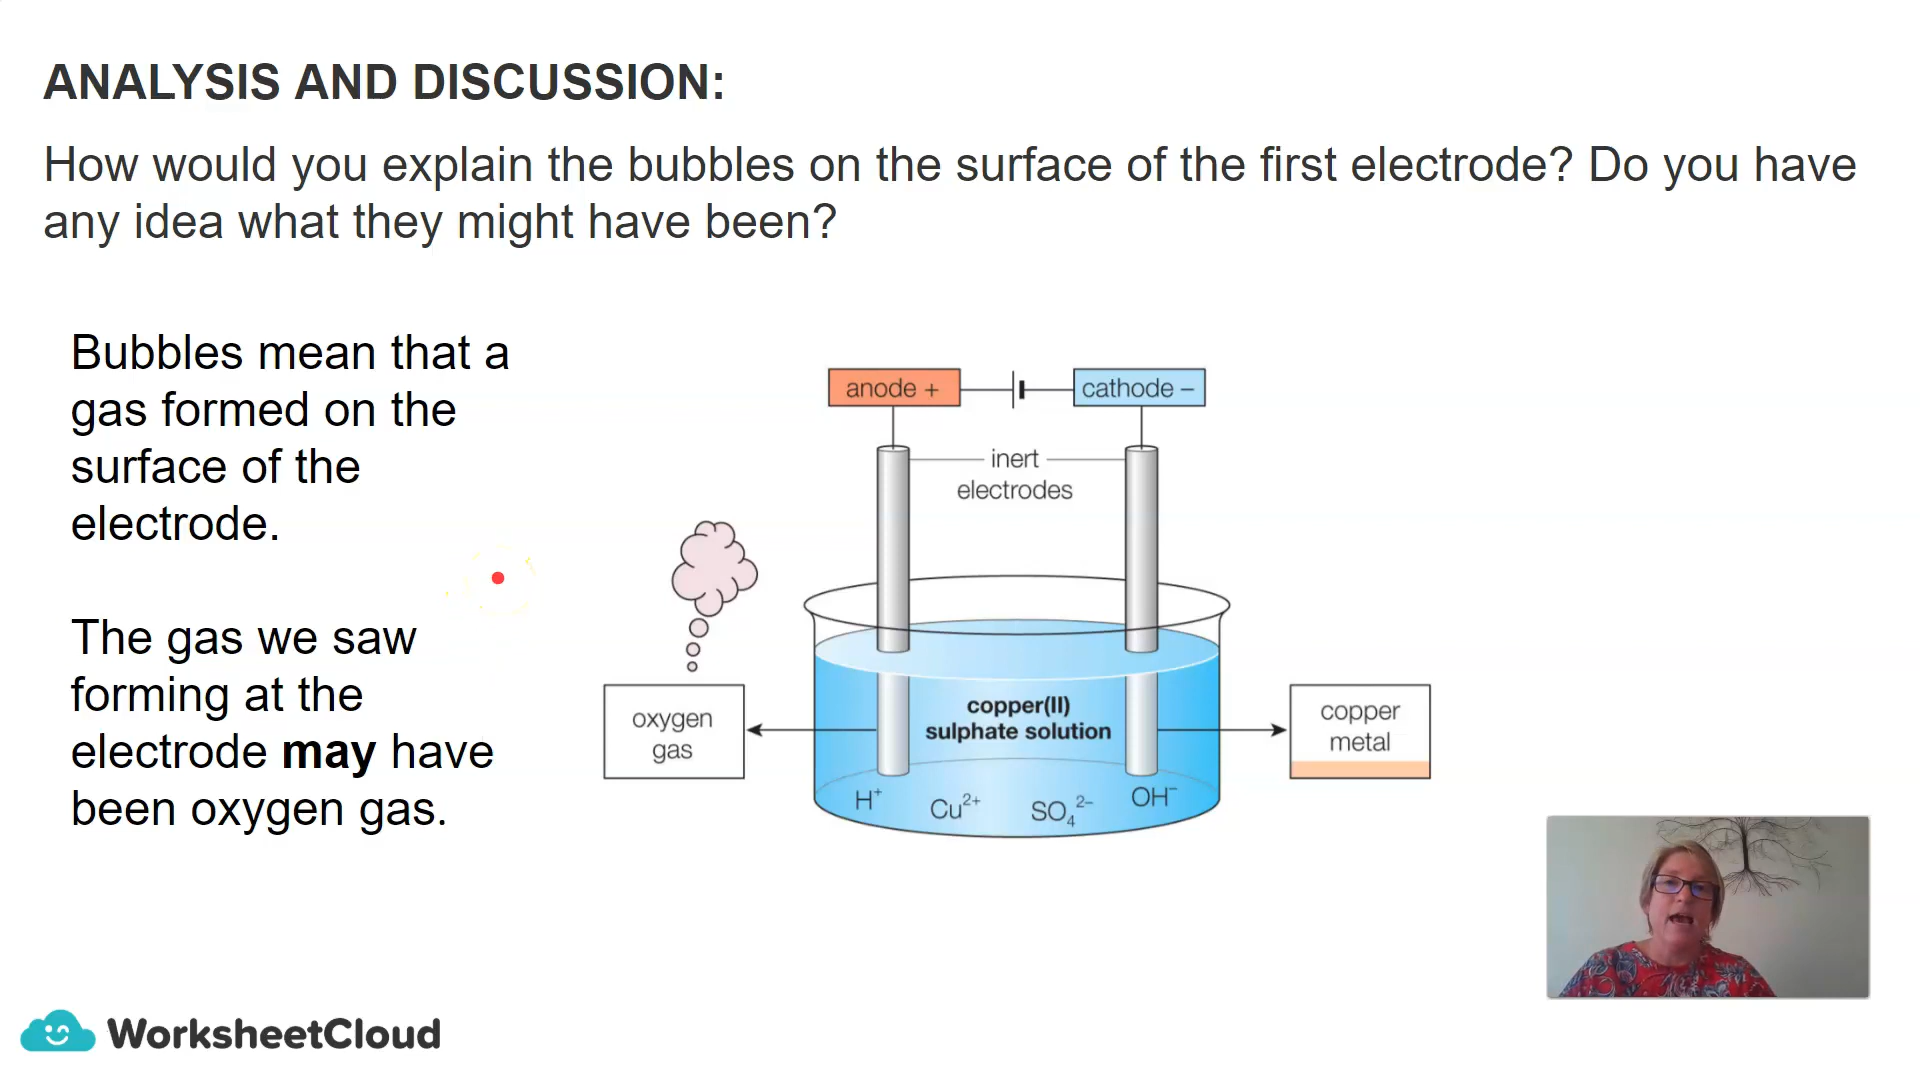 ANALYSIS AND DISCUSSION:
How would you explain the bubbles on the surface of the first electrode? Do you have
any idea what they might have been?
Bubbles mean that a
gas formed on the
surface of the
electrode.
The gas we saw
forming at the
electrode may have
been oxygen gas.
anode +
cathode –
inert
electrodes
oxygen
gas
copper(II)
sulphate solution
copper
metal
H⁺
Cu²⁺
SO₄²⁻
OH⁻
WorksheetCloud